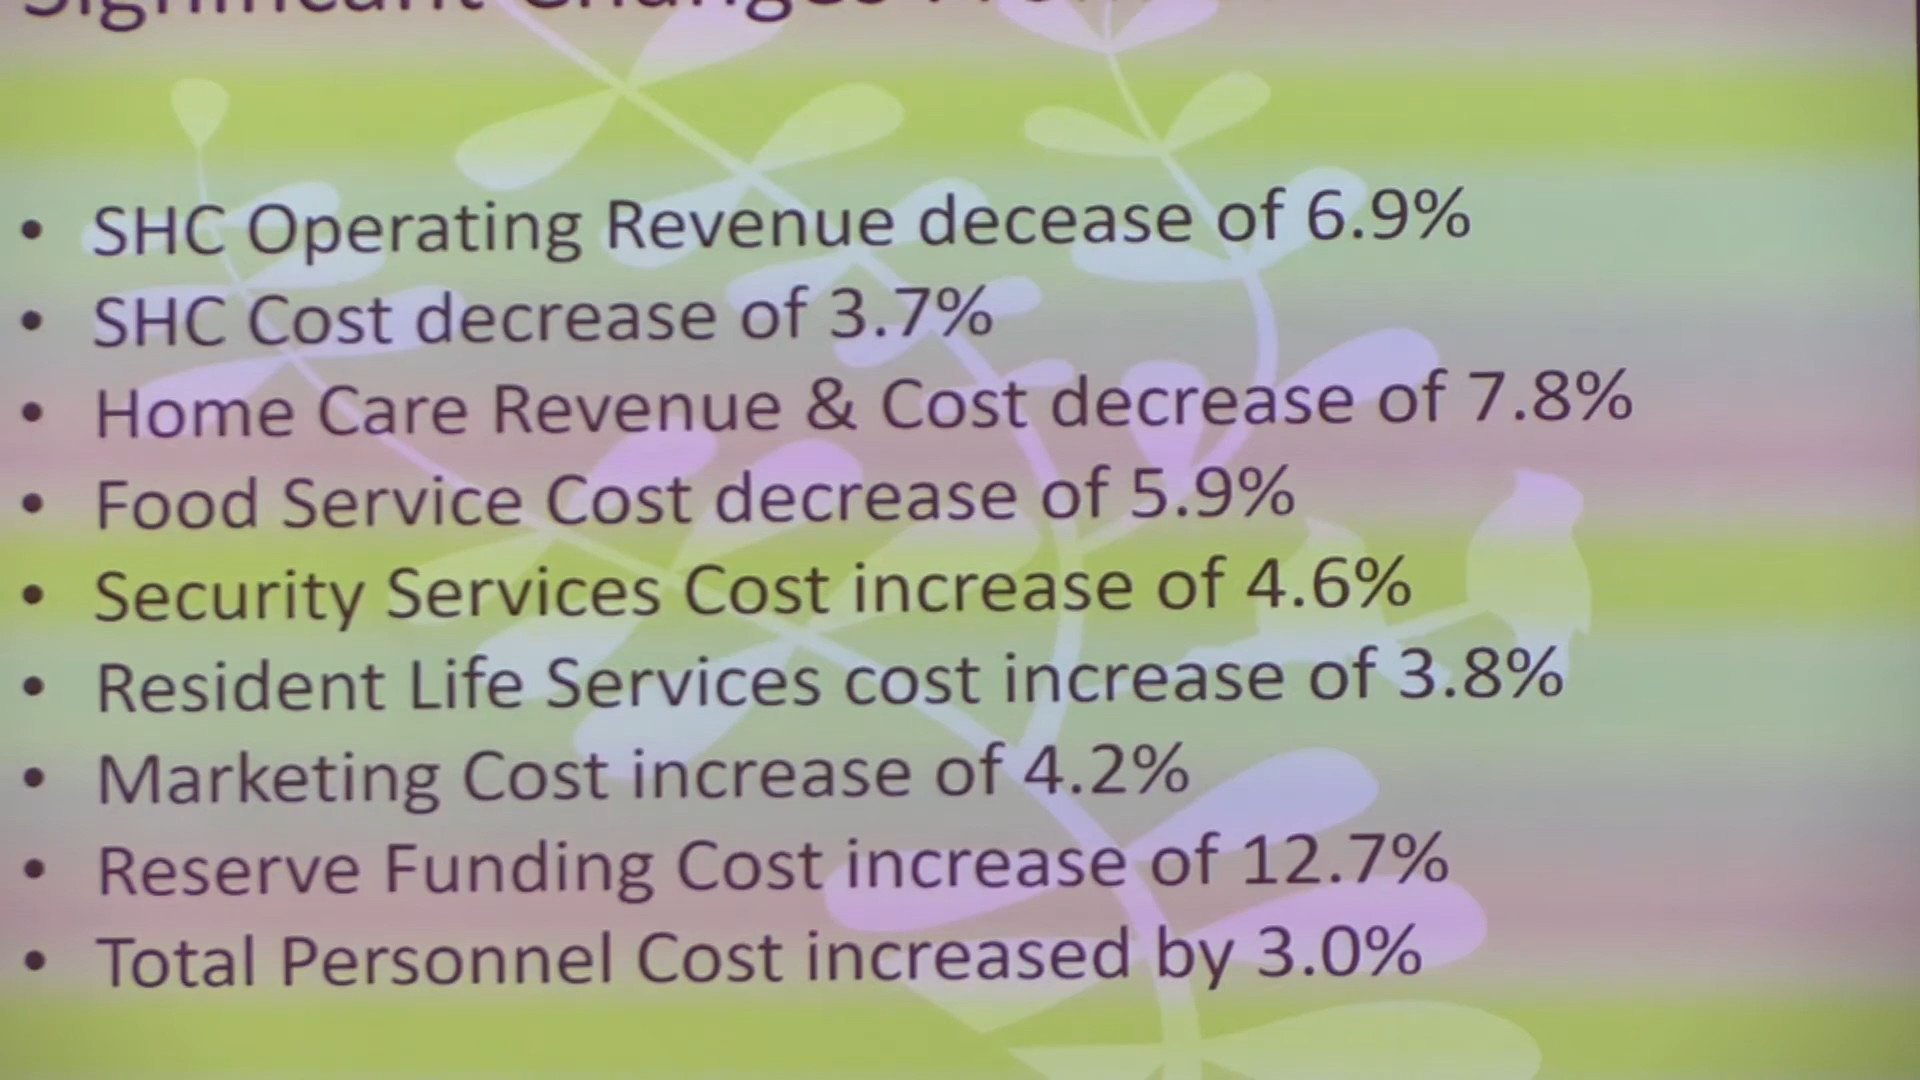 Significant Changes From
• SHC Operating Revenue decease of 6.9%
• SHC Cost decrease of 3.7%
• Home Care Revenue & Cost decrease of 7.8%
• Food Service Cost decrease of 5.9%
• Security Services Cost increase of 4.6%
• Resident Life Services cost increase of 3.8%
• Marketing Cost increase of 4.2%
• Reserve Funding Cost increase of 12.7%
• Total Personnel Cost increased by 3.0%